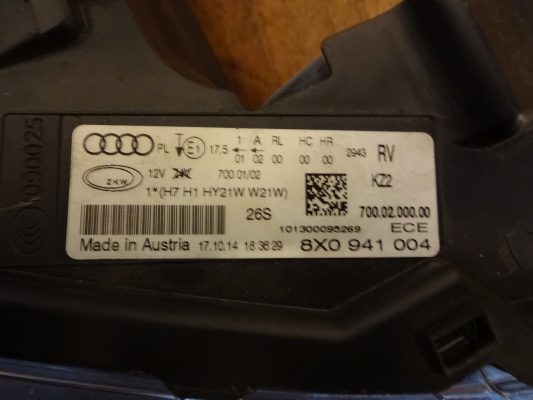 PL E1 17,5 1 A RL HC HR 2943 RV
01 02 00 00 00
ZKW 12V 700.01/02 KZ2
1*(H7 H1 HY21W W21W)
26S 700.02.000.00
101300095269 ECE
Made in Austria 17.10.14 18:36:29 8X0 941 004
1090025